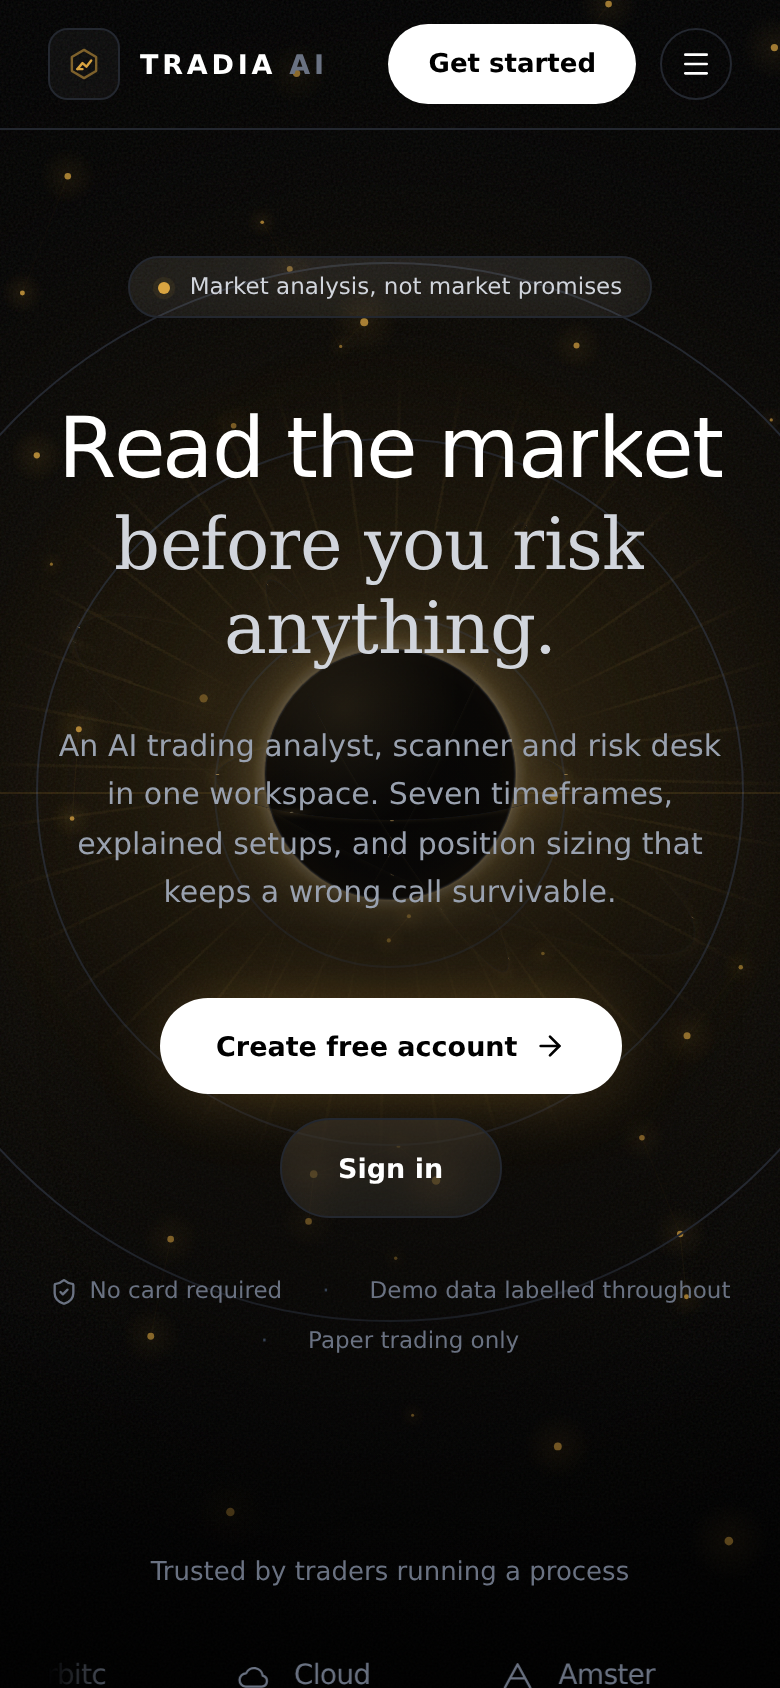 TRADIA AI
Get started
Market analysis, not market promises
Read the market
before you risk
anything.
An AI trading analyst, scanner and risk desk
in one workspace. Seven timeframes,
explained setups, and position sizing that
keeps a wrong call survivable.
Create free account
Sign in
No card required · Demo data labelled throughout
· Paper trading only
Trusted by traders running a process
Cloud Amster